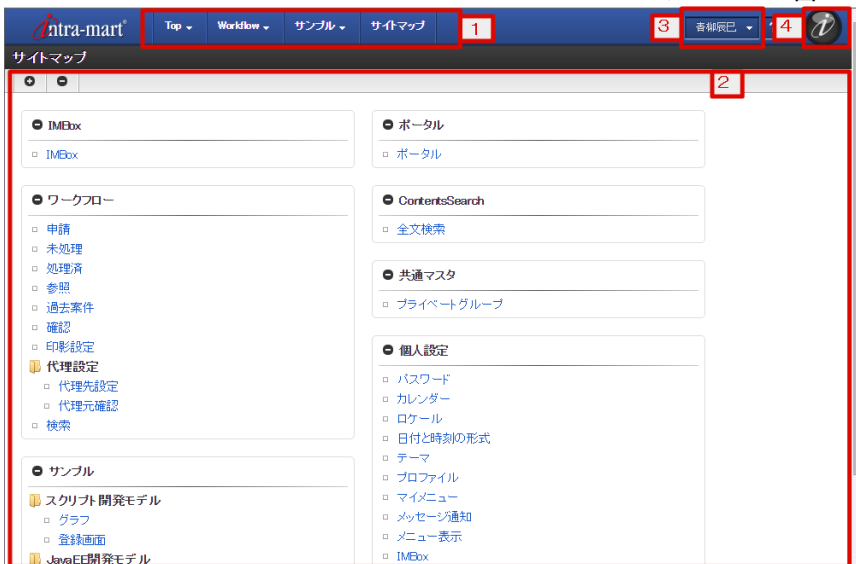 intra-mart
Top
Workflow
サンプル
サイトマップ
1
3
青柳辰巳
4
サイトマップ
2
IMBox
IMBox
ワークフロー
申請
未処理
処理済
参照
過去案件
確認
印影設定
代理設定
代理先設定
代理元確認
検索
サンプル
スクリプト開発モデル
グラフ
登録画面
JavaEE開発モデル
ポータル
ポータル
ContentsSearch
全文検索
共通マスタ
プライベートグループ
個人設定
パスワード
カレンダー
ロケール
日付と時刻の形式
テーマ
プロファイル
マイメニュー
メッセージ通知
メニュー表示
IMBox